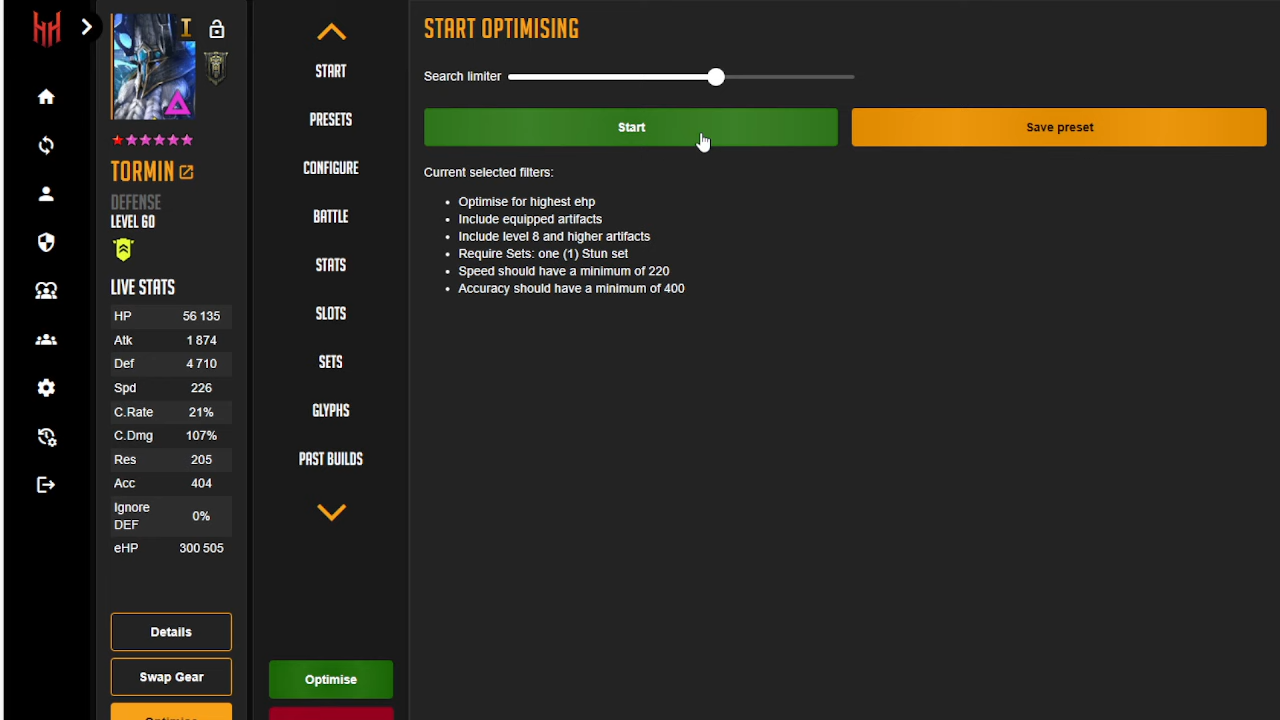 I
TORMIN
DEFENSE
LEVEL 60
LIVE STATS
HP 56 135
Atk 1 874
Def 4 710
Spd 226
C.Rate 21%
C.Dmg 107%
Res 205
Acc 404
Ignore
DEF 0%
eHP 300 505
Details
Swap Gear
START
PRESETS
CONFIGURE
BATTLE
STATS
SLOTS
SETS
GLYPHS
PAST BUILDS
Optimise
START OPTIMISING
Search limiter
Start
Save preset
Current selected filters:
• Optimise for highest ehp
• Include equipped artifacts
• Include level 8 and higher artifacts
• Require Sets: one (1) Stun set
• Speed should have a minimum of 220
• Accuracy should have a minimum of 400